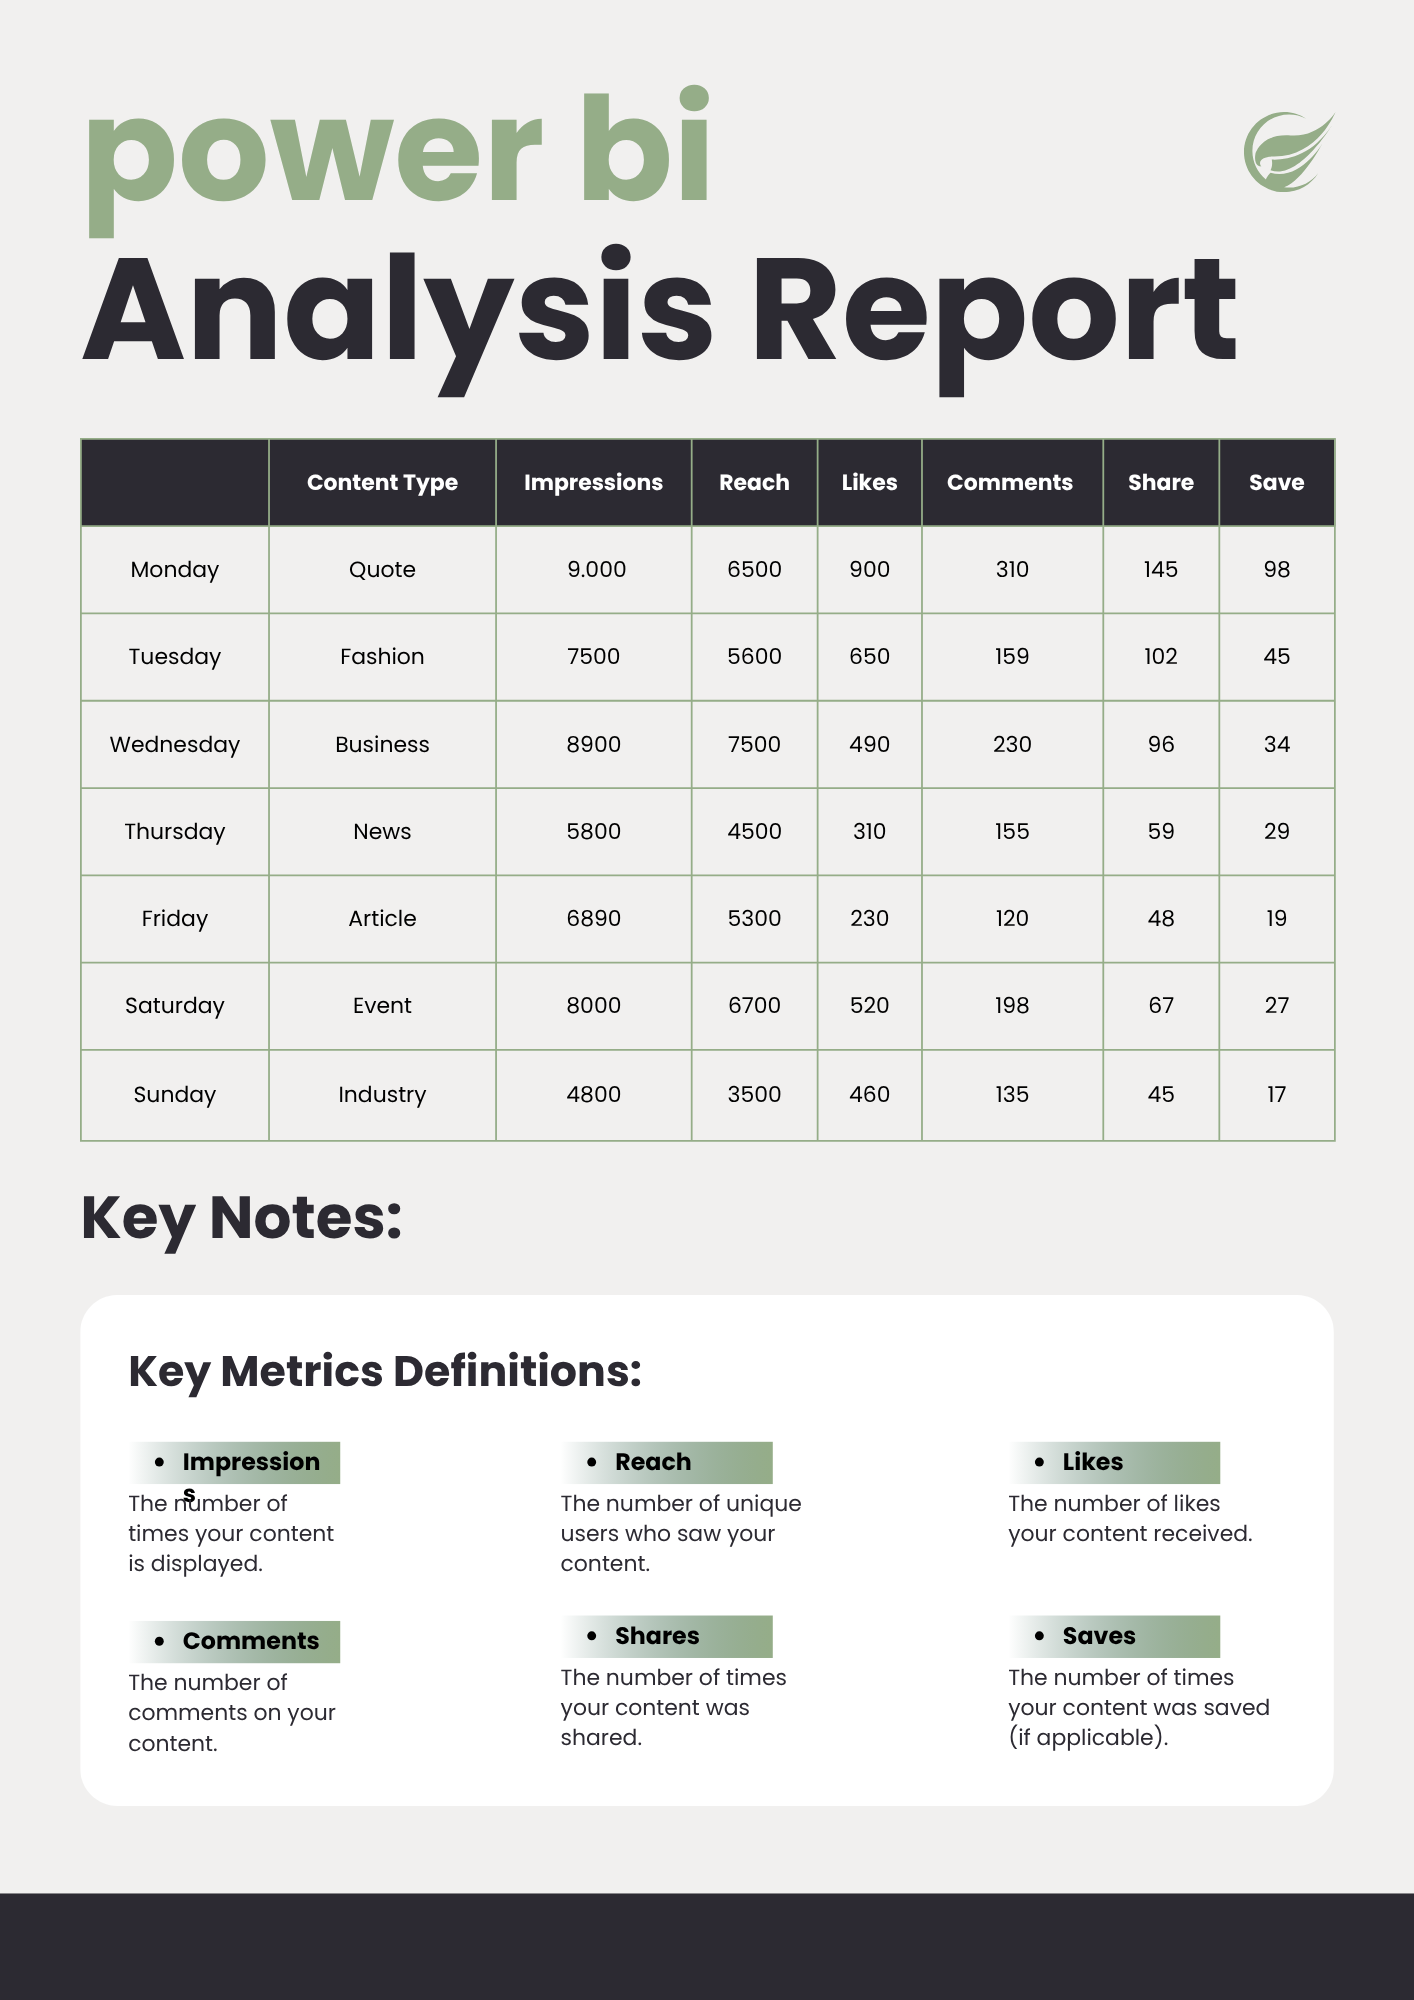 power bi
Analysis Report
Content Type Impressions Reach Likes Comments Share Save
Monday Quote 9.000 6500 900 310 145 98
Tuesday Fashion 7500 5600 650 159 102 45
Wednesday Business 8900 7500 490 230 96 34
Thursday News 5800 4500 310 155 59 29
Friday Article 6890 5300 230 120 48 19
Saturday Event 8000 6700 520 198 67 27
Sunday Industry 4800 3500 460 135 45 17
Key Notes:
Key Metrics Definitions:
• Impression
s
The number of
times your content
is displayed.
• Reach
The number of unique
users who saw your
content.
• Likes
The number of likes
your content received.
• Comments
The number of
comments on your
content.
• Shares
The number of times
your content was
shared.
• Saves
The number of times
your content was saved
(if applicable).